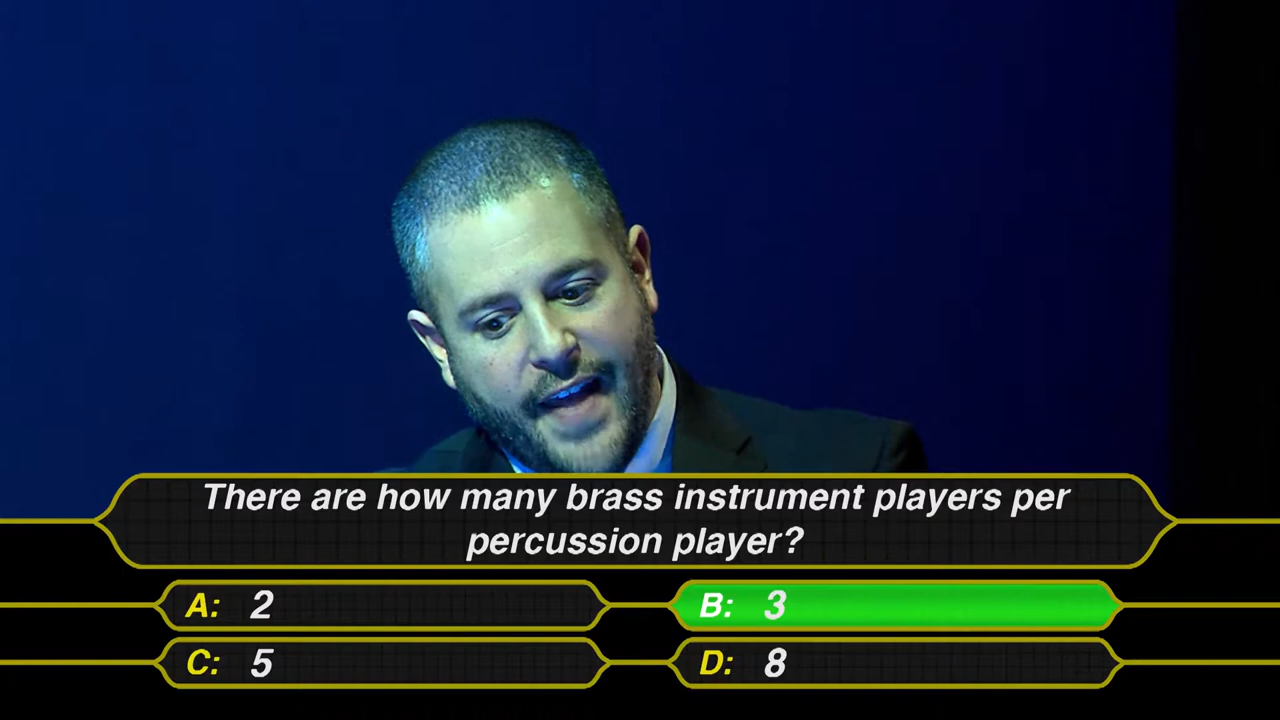 There are how many brass instrument players per
percussion player?
A: 2
B: 3
C: 5
D: 8